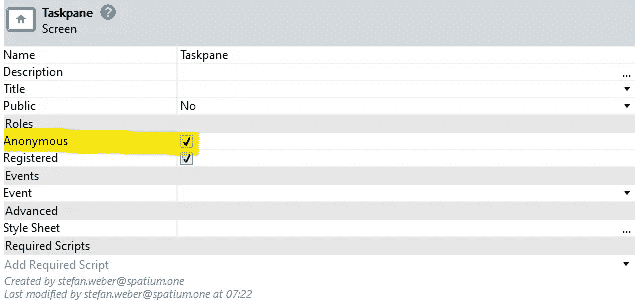 Taskpane ?
Screen
Name Taskpane
Description ...
Title
Public No
Roles
Anonymous
Registered
Events
Event
Advanced
Style Sheet ...
Required Scripts
Add Required Script
Created by stefan.weber@spatium.one
Last modified by stefan.weber@spatium.one at 07:22